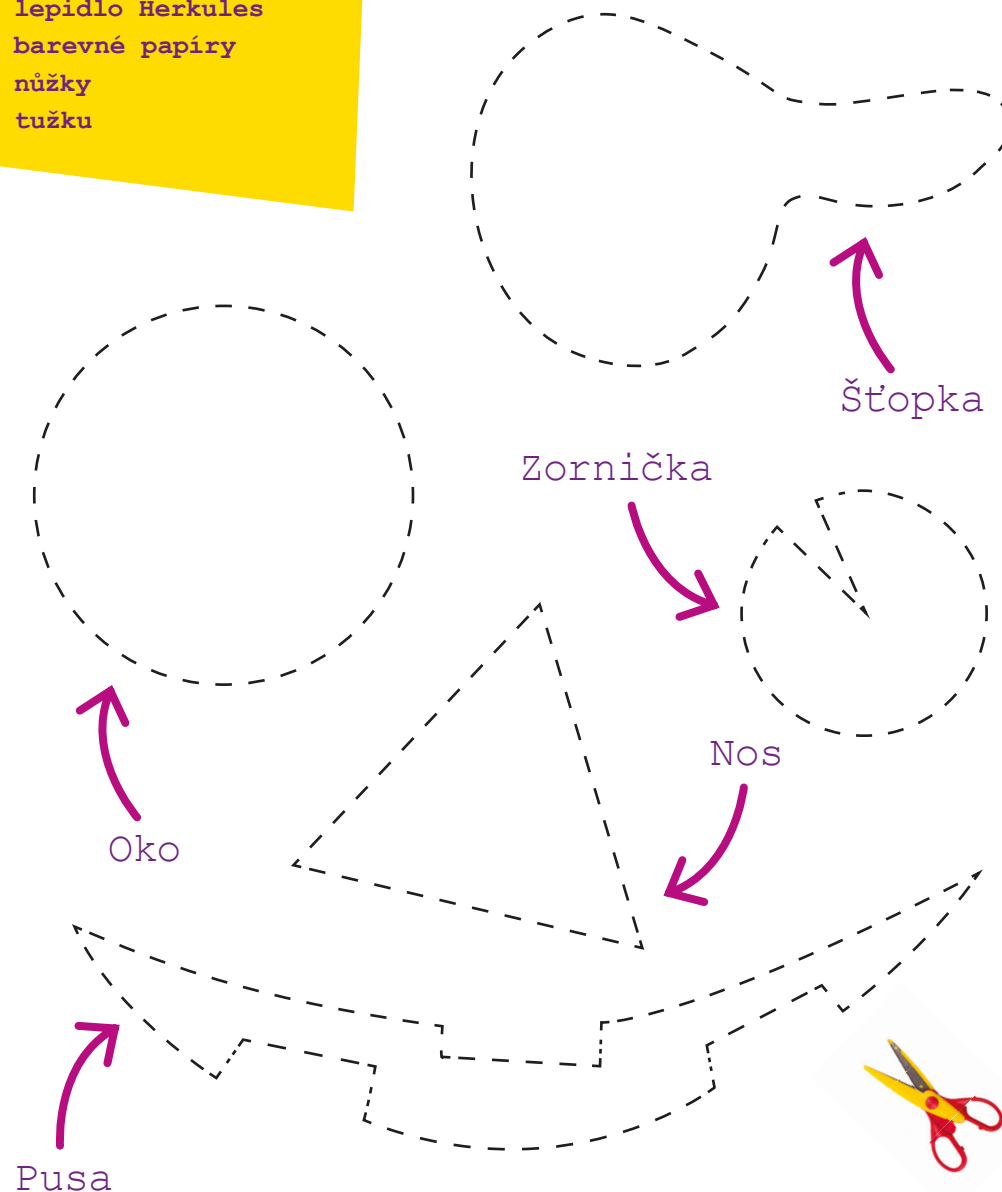 lepidlo Herkules
barevné papíry
nůžky
tužku
Šťopka
Zornička
Nos
Oko
Pusa